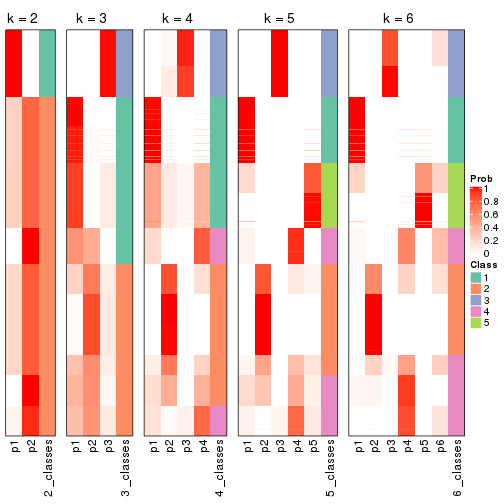 k = 2
k = 3
k = 4
k = 5
k = 6
Prob
1
0.8
0.6
0.4
0.2
0
Class
1
2
3
4
5
p1
p2
2_classes
p1
p2
p3
3_classes
p1
p2
p3
p4
4_classes
p1
p2
p3
p4
p5
5_classes
p1
p2
p3
p4
p5
p6
6_classes